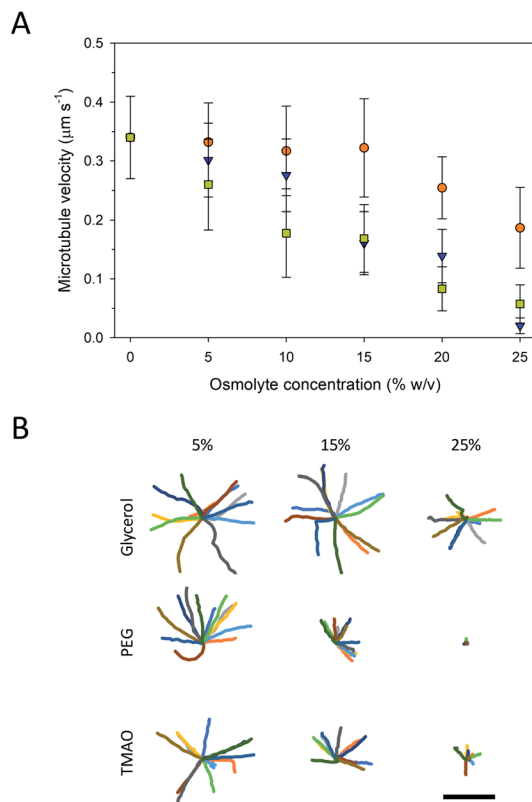 A
0.5
0.4
0.3
0.2
0.1
0.0
Microtubule velocity (μm s⁻¹)
0 5 10 15 20 25
Osmolyte concentration (% w/v)
B
5% 15% 25%
Glycerol
PEG
TMAO